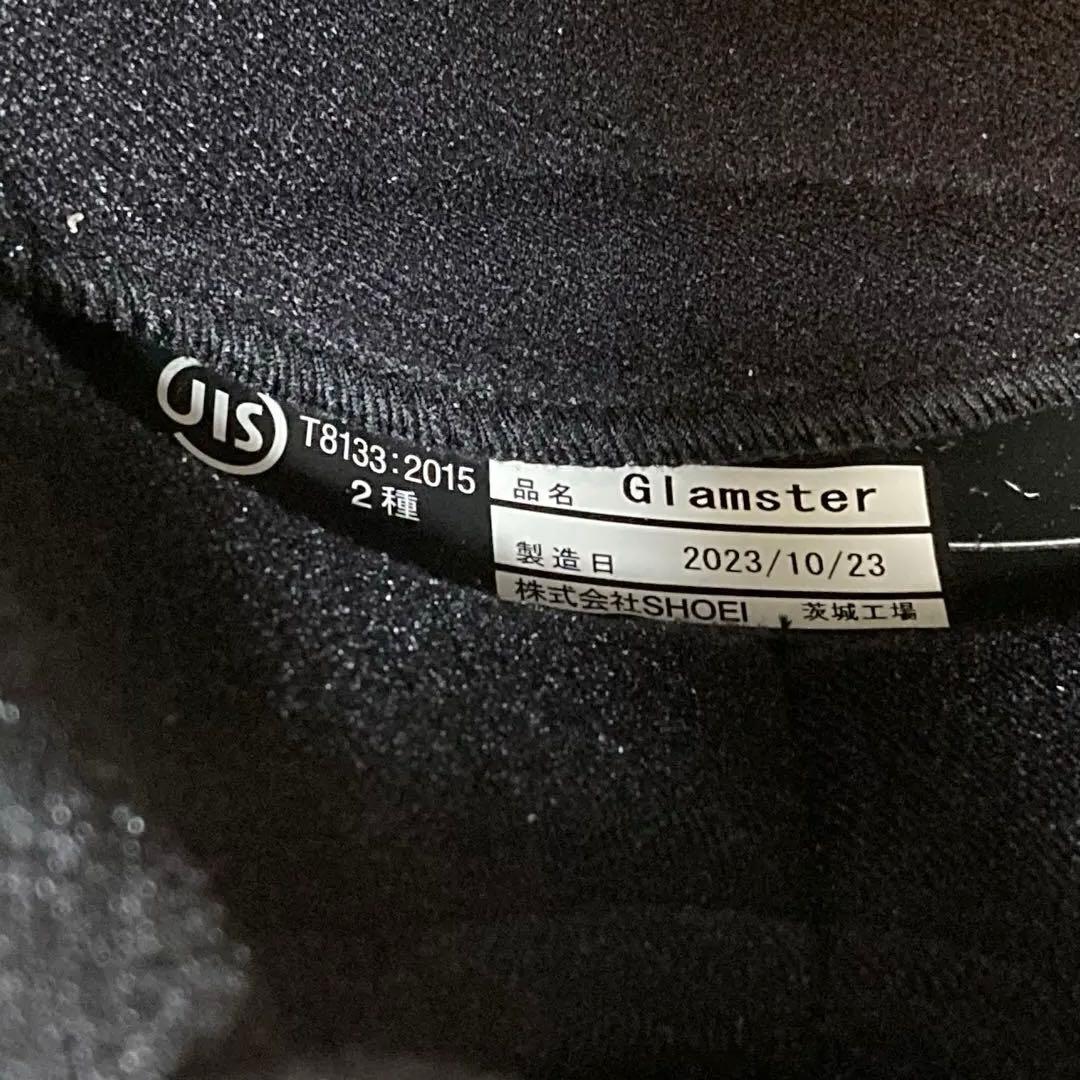 JIS T8133:2015
2種
品名 Glamster
製造日 2023/10/23
株式会社SHOEI 茨城工場